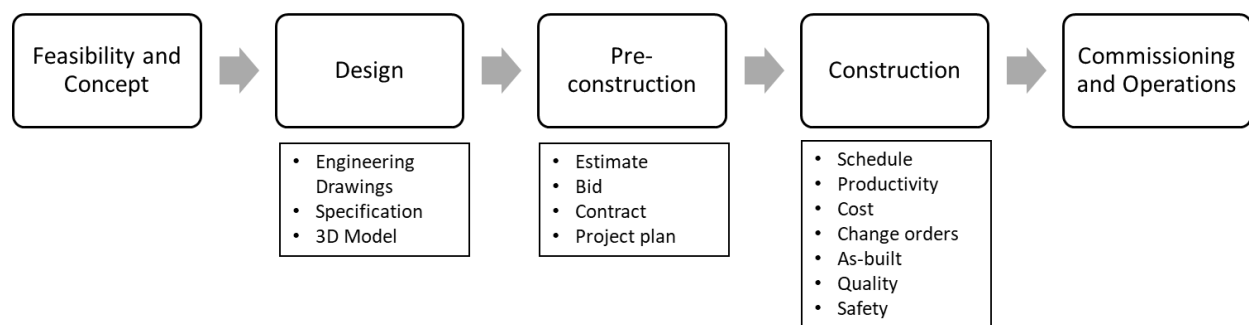 Feasibility and
Concept
Design
Pre-
construction
Construction
Commissioning
and Operations
• Engineering
Drawings
• Specification
• 3D Model
• Estimate
• Bid
• Contract
• Project plan
• Schedule
• Productivity
• Cost
• Change orders
• As-built
• Quality
• Safety